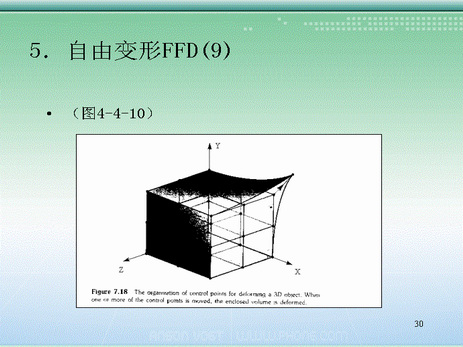 5. 自由变形FFD(9)
• （图4-4-10）
Y
Z
X
Figure 7.18 The organisation of control points for deforming a 3D object. When
one or more of the control points is moved, the enclosed volume is deformed.
30